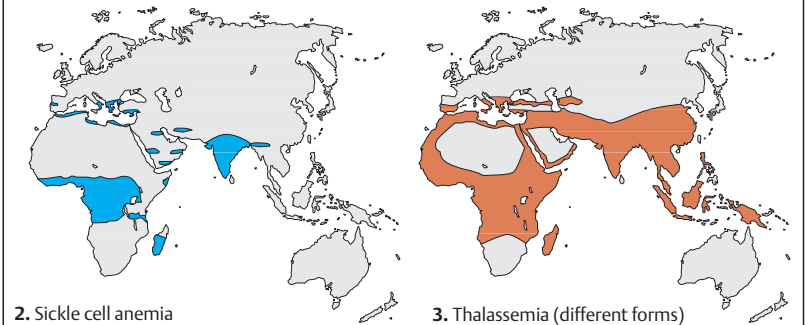 2. Sickle cell anemia
3. Thalassemia (different forms)